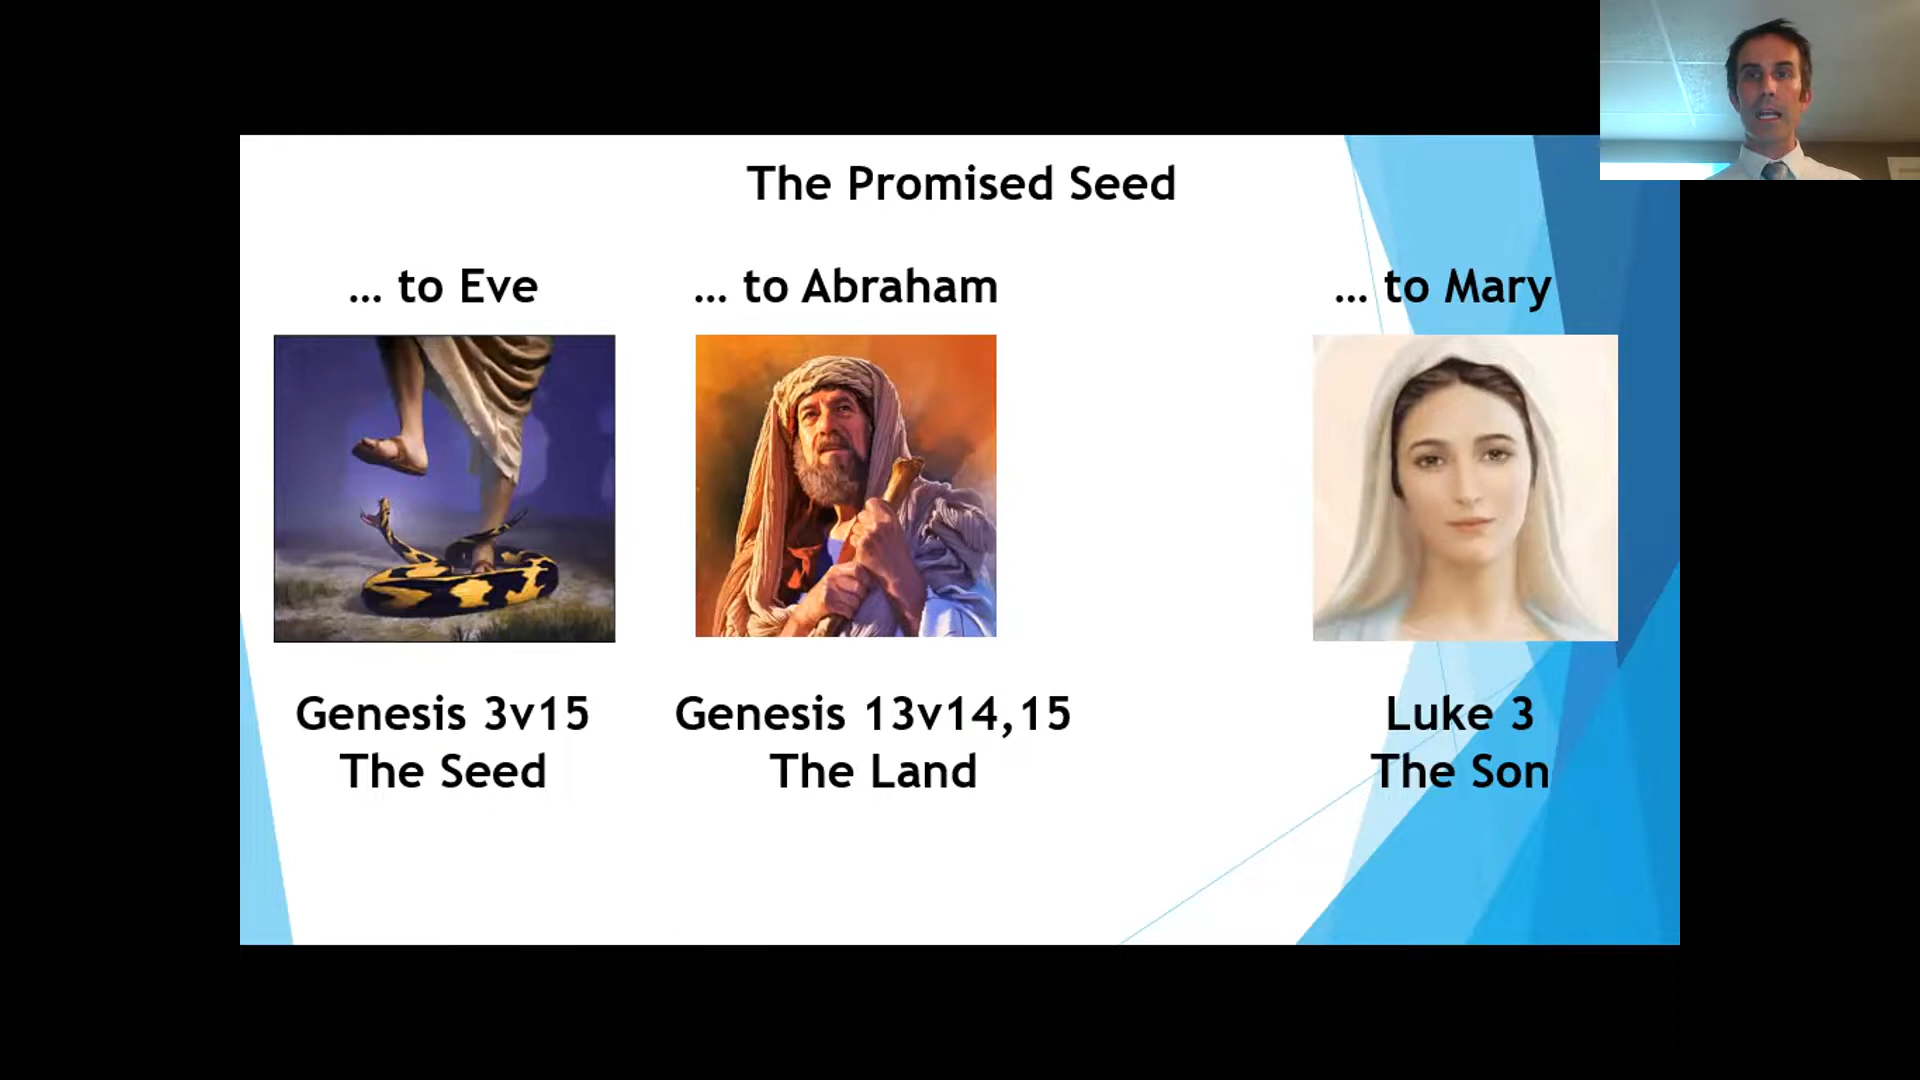 The Promised Seed
... to Eve
... to Abraham
... to Mary
Genesis 3v15
The Seed
Genesis 13v14,15
The Land
Luke 3
The Son